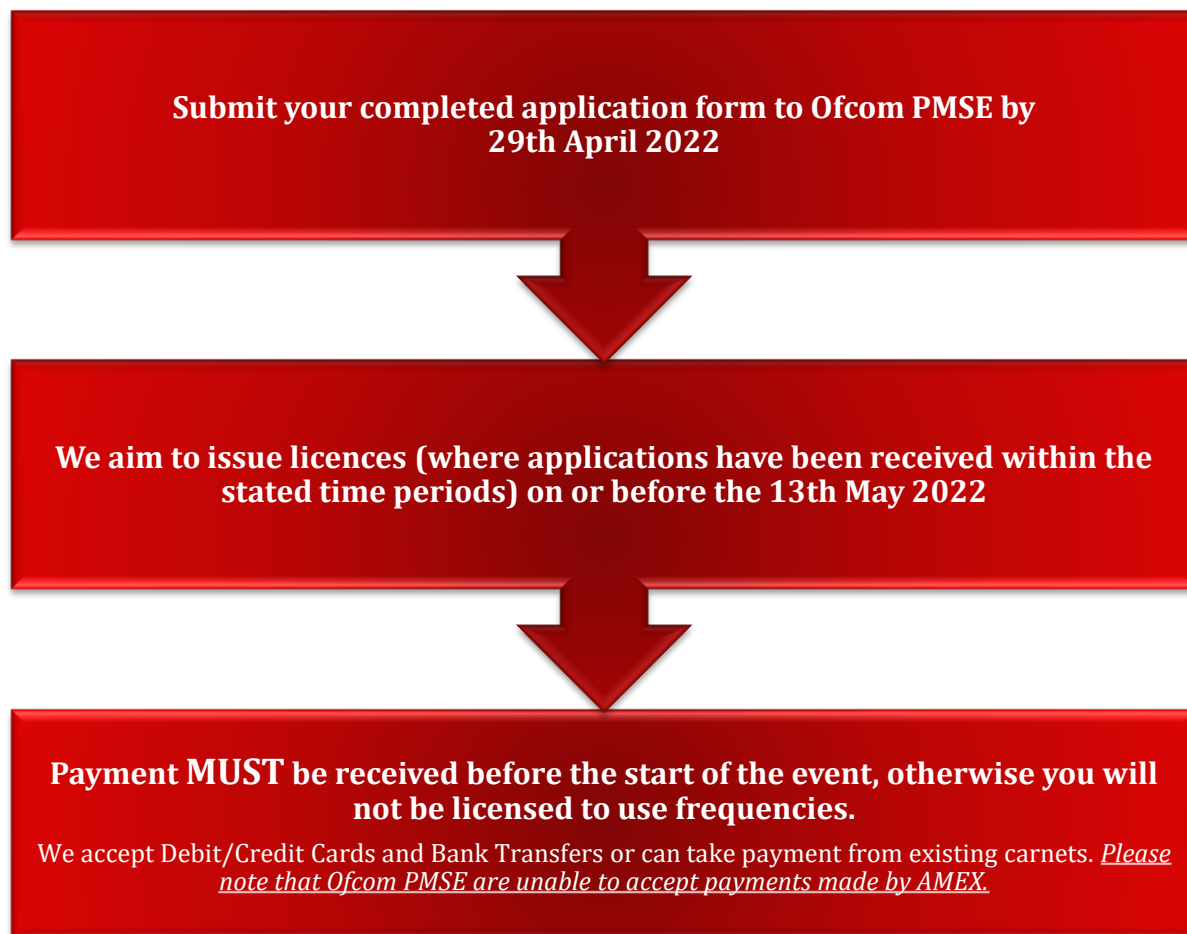 Submit your completed application form to Ofcom PMSE by
29th April 2022
We aim to issue licences (where applications have been received within the
stated time periods) on or before the 13th May 2022
Payment MUST be received before the start of the event, otherwise you will
not be licensed to use frequencies.
We accept Debit/Credit Cards and Bank Transfers or can take payment from existing carnets. Please
note that Ofcom PMSE are unable to accept payments made by AMEX.